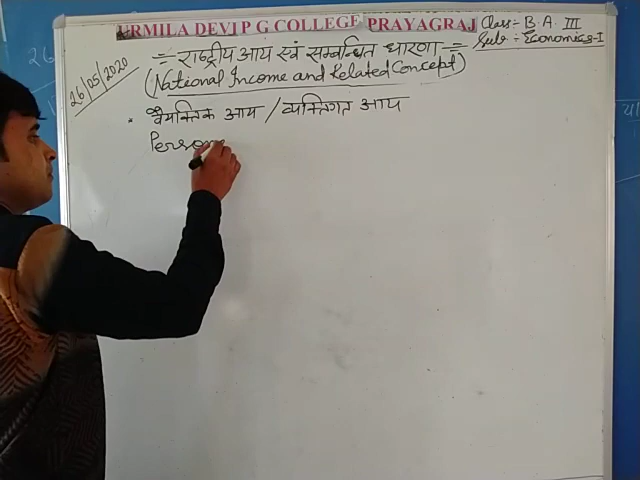 URMILA DEVI P G COLLEGE PRAYAGRAJ
Class:- B.A. III
Sub:- Economics-I
26/05/2020
= राष्ट्रीय आय एवं सम्बन्धित धारणा =
(National Income and Related Concept)
• वैयक्तिक आय / व्यक्तिगत आय
Person